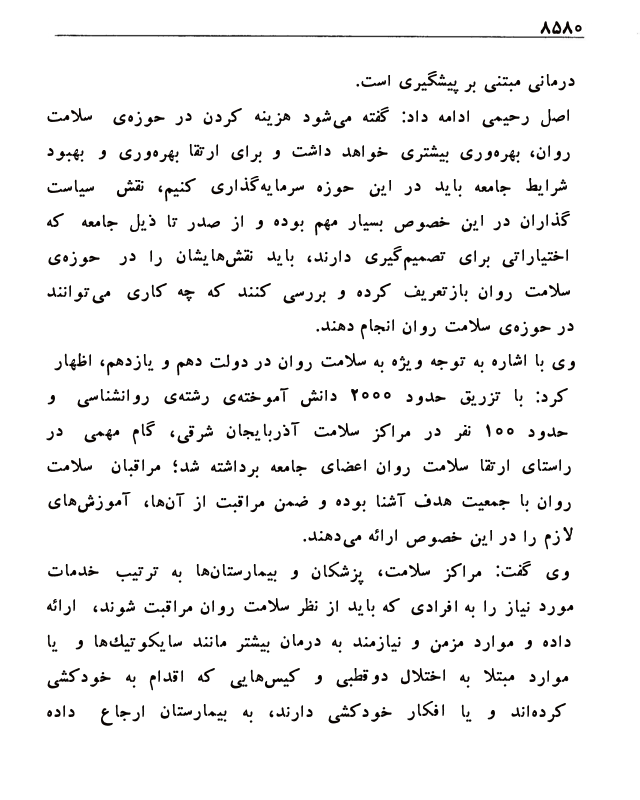 ۸۵۸۰
درمانی مبتنی بر پیشگیری است.
اصل رحیمی ادامه داد: گفته می‌شود هزینه کردن در حوزه‌ی سلامت
روان، بهره‌وری بیشتری خواهد داشت و برای ارتقا بهره‌وری و بهبود
شرایط جامعه باید در این حوزه سرمایه‌گذاری کنیم، نقش سیاست
گذاران در این خصوص بسیار مهم بوده و از صدر تا ذیل جامعه که
اختیاراتی برای تصمیم‌گیری دارند، باید نقش‌هایشان را در حوزه‌ی
سلامت روان بازتعریف کرده و بررسی کنند که چه کاری می‌توانند
در حوزه‌ی سلامت روان انجام دهند.
وی با اشاره به توجه ویژه به سلامت روان در دولت دهم و یازدهم، اظهار
کرد: با تزریق حدود ۲۰۰۰ دانش آموخته‌ی رشته‌ی روانشناسی و
حدود ۱۰۰ نفر در مراکز سلامت آذربایجان شرقی، گام مهمی در
راستای ارتقا سلامت روان اعضای جامعه برداشته شد؛ مراقبان سلامت
روان با جمعیت هدف آشنا بوده و ضمن مراقبت از آن‌ها، آموزش‌های
لازم را در این خصوص ارائه می‌دهند.
وی گفت: مراکز سلامت، پزشکان و بیمارستان‌ها به ترتیب خدمات
مورد نیاز را به افرادی که باید از نظر سلامت روان مراقبت شوند، ارائه
داده و موارد مزمن و نیازمند به درمان بیشتر مانند سایکوتیک‌ها و یا
موارد مبتلا به اختلال دوقطبی و کیس‌هایی که اقدام به خودکشی
کرده‌اند و یا افکار خودکشی دارند، به بیمارستان ارجاع داده